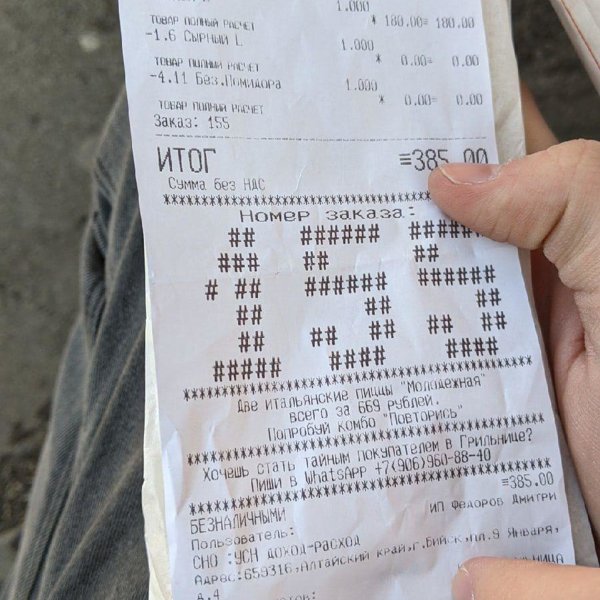 1.000
* 180.00= 180.00
ТОВАР ПОЛНЫЙ РАСЧЕТ
-1.6 Сырный L
1.000
* 0.00= 0.00
ТОВАР ПОЛНЫЙ РАСЧЕТ
-4.11 Без.Помидора
1.000
* 0.00= 0.00
ТОВАР ПОЛНЫЙ РАСЧЕТ
Заказ: 155
ИТОГ ≡385.00
Сумма без НДС
Номер заказа:
155
Две итальянские пиццы "Молодежная"
всего за 669 рублей.
Попробуй комбо "Повторись"
Хочешь стать тайным покупателем в Грильнице?
Пиши в WhatsApp +7(906)960-88-40
БЕЗНАЛИЧНЫМИ ≡385.00
Пользователь: ИП Федоров Дмитри
СНО :УСН ДОХОД-РАСХОД
Адрес:659316,Алтайский край,г.Бийск,пл.9 Января,
д.4